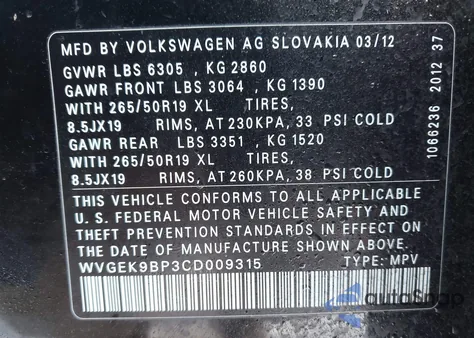 MFD BY VOLKSWAGEN AG SLOVAKIA 03/12
GVWR LBS 6305 , KG 2860
GAWR FRONT LBS 3064 , KG 1390
WITH 265/50R19 XL TIRES,
8.5JX19 RIMS, AT 230KPA, 33 PSI COLD
GAWR REAR LBS 3351 , KG 1520
WITH 265/50R19 XL TIRES,
8.5JX19 RIMS, AT 260KPA, 38 PSI COLD
THIS VEHICLE CONFORMS TO ALL APPLICABLE
U. S. FEDERAL MOTOR VEHICLE SAFETY AND
THEFT PREVENTION STANDARDS IN EFFECT ON
THE DATE OF MANUFACTURE SHOWN ABOVE.
WVGEK9BP3CD009315 TYPE: MPV
1066236 2012 37
autoSnap